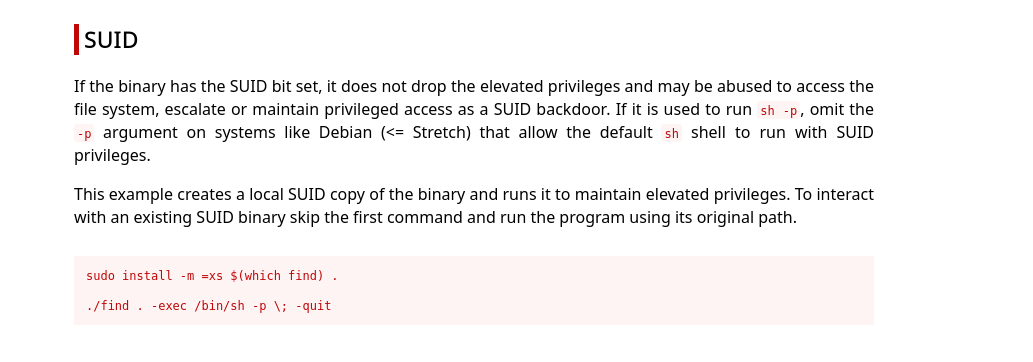 SUID
If the binary has the SUID bit set, it does not drop the elevated privileges and may be abused to access the
file system, escalate or maintain privileged access as a SUID backdoor. If it is used to run sh -p, omit the
-p argument on systems like Debian (<= Stretch) that allow the default sh shell to run with SUID
privileges.
This example creates a local SUID copy of the binary and runs it to maintain elevated privileges. To interact
with an existing SUID binary skip the first command and run the program using its original path.
sudo install -m =xs $(which find) .
./find . -exec /bin/sh -p \; -quit